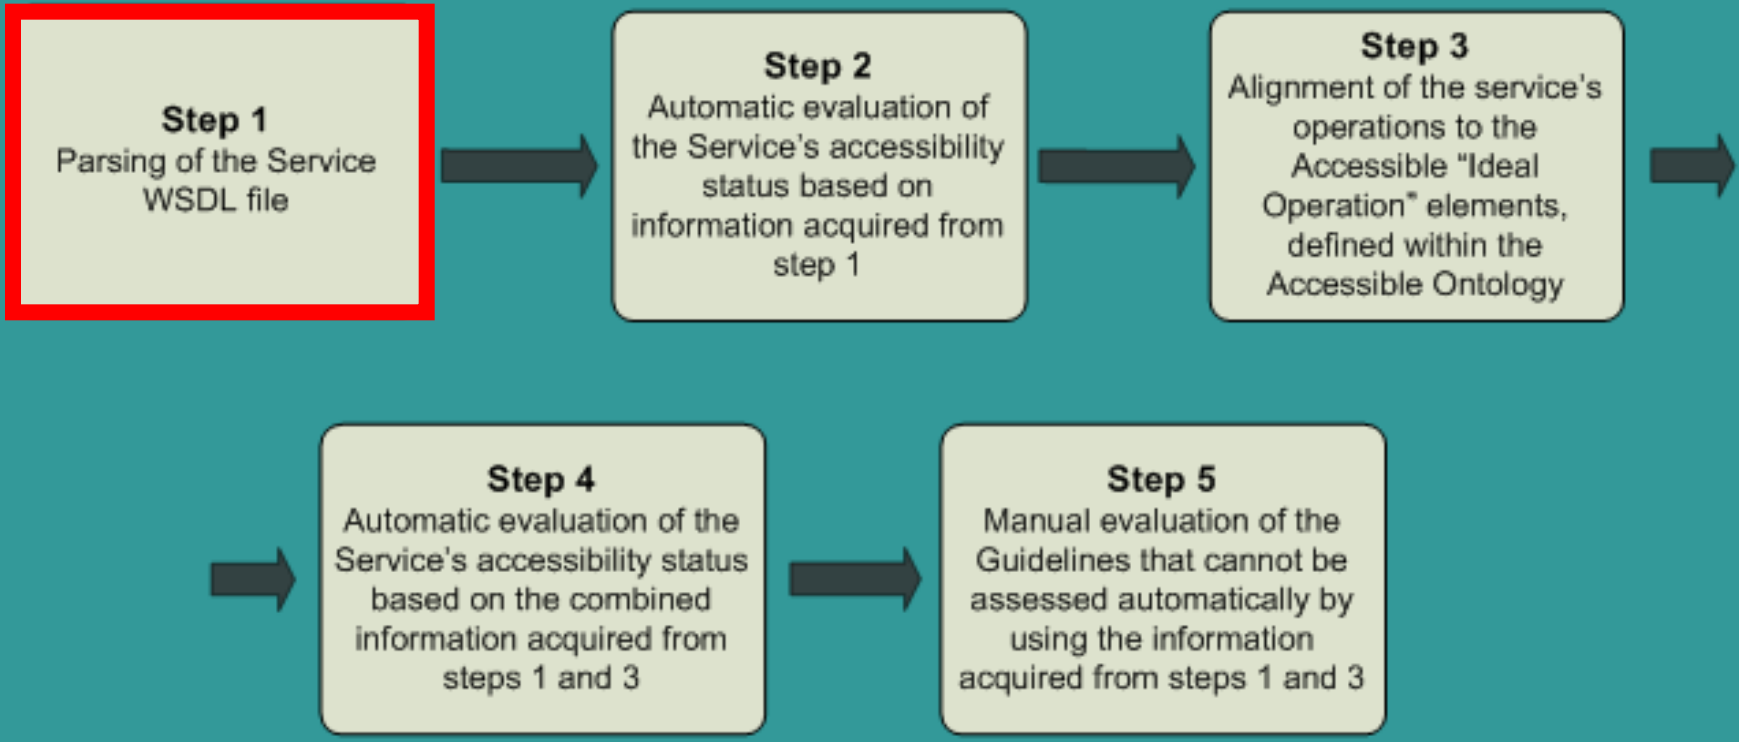 Step 1
Parsing of the Service
WSDL file
Step 2
Automatic evaluation of
the Service's accessibility
status based on
information acquired from
step 1
Step 3
Alignment of the service's
operations to the
Accessible “Ideal
Operation” elements,
defined within the
Accessible Ontology
Step 4
Automatic evaluation of the
Service's accessibility status
based on the combined
information acquired from
steps 1 and 3
Step 5
Manual evaluation of the
Guidelines that cannot be
assessed automatically by
using the information
acquired from steps 1 and 3